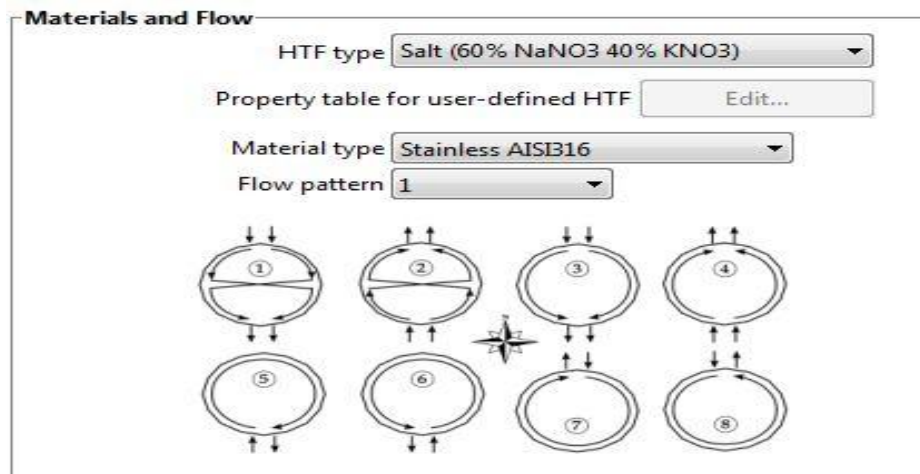 Materials and Flow
HTF type Salt (60% NaNO3 40% KNO3)
Property table for user-defined HTF Edit...
Material type Stainless AISI316
Flow pattern 1
① ② ③ ④
N
⑤ ⑥ ⑦ ⑧